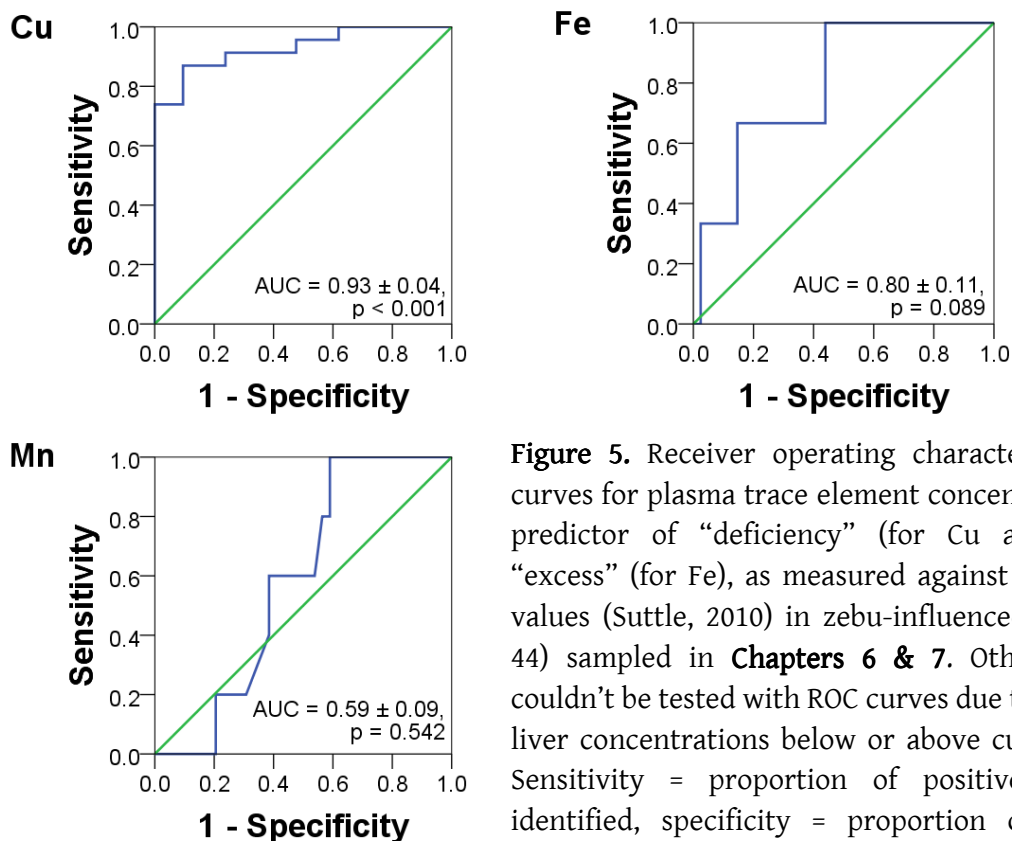 Cu
1.0
0.8
0.6
0.4
0.2
0.0
Sensitivity
AUC = 0.93 ± 0.04,
p < 0.001
0.0 0.2 0.4 0.6 0.8 1.0
1 - Specificity
Fe
1.0
0.8
0.6
0.4
0.2
0.0
Sensitivity
AUC = 0.80 ± 0.11,
p = 0.089
0.0 0.2 0.4 0.6 0.8 1.0
1 - Specificity
Mn
1.0
0.8
0.6
0.4
0.2
0.0
Sensitivity
AUC = 0.59 ± 0.09,
p = 0.542
0.0 0.2 0.4 0.6 0.8 1.0
1 - Specificity
Figure 5. Receiver operating characte
curves for plasma trace element concen
predictor of “deficiency” (for Cu a
“excess” (for Fe), as measured against
values (Suttle, 2010) in zebu-influence
44) sampled in Chapters 6 & 7. Oth
couldn’t be tested with ROC curves due t
liver concentrations below or above cu
Sensitivity = proportion of positive
identified, specificity = proportion o